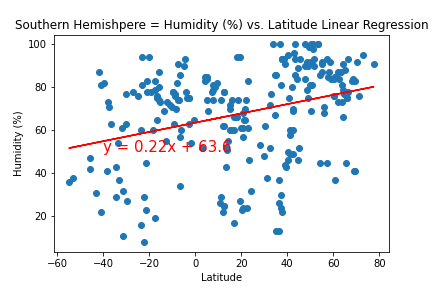 Southern Hemishpere = Humidity (%) vs. Latitude Linear Regression
100
80
60
40
20
Humidity (%)
y = 0.22x + 63.6
−60 −40 −20 0 20 40 60 80
Latitude